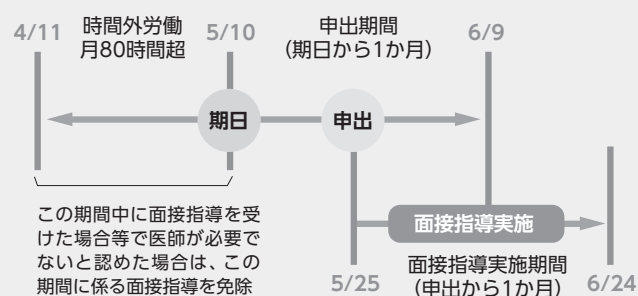 4/11
時間外労働
月80時間超
5/10
申出期間
（期日から1か月）
6/9
期日
申出
この期間中に面接指導を受
けた場合等で医師が必要で
ないと認めた場合は、この
期間に係る面接指導を免除
面接指導実施
5/25
面接指導実施期間
（申出から1か月）
6/24